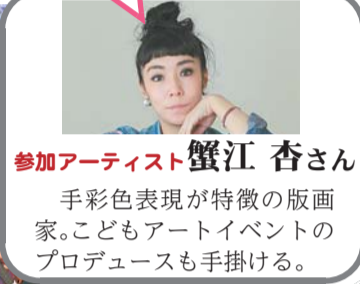 参加アーティスト蟹江 杏さん
手彩色表現が特徴の版画
家。こどもアートイベントの
プロデュースも手掛ける。